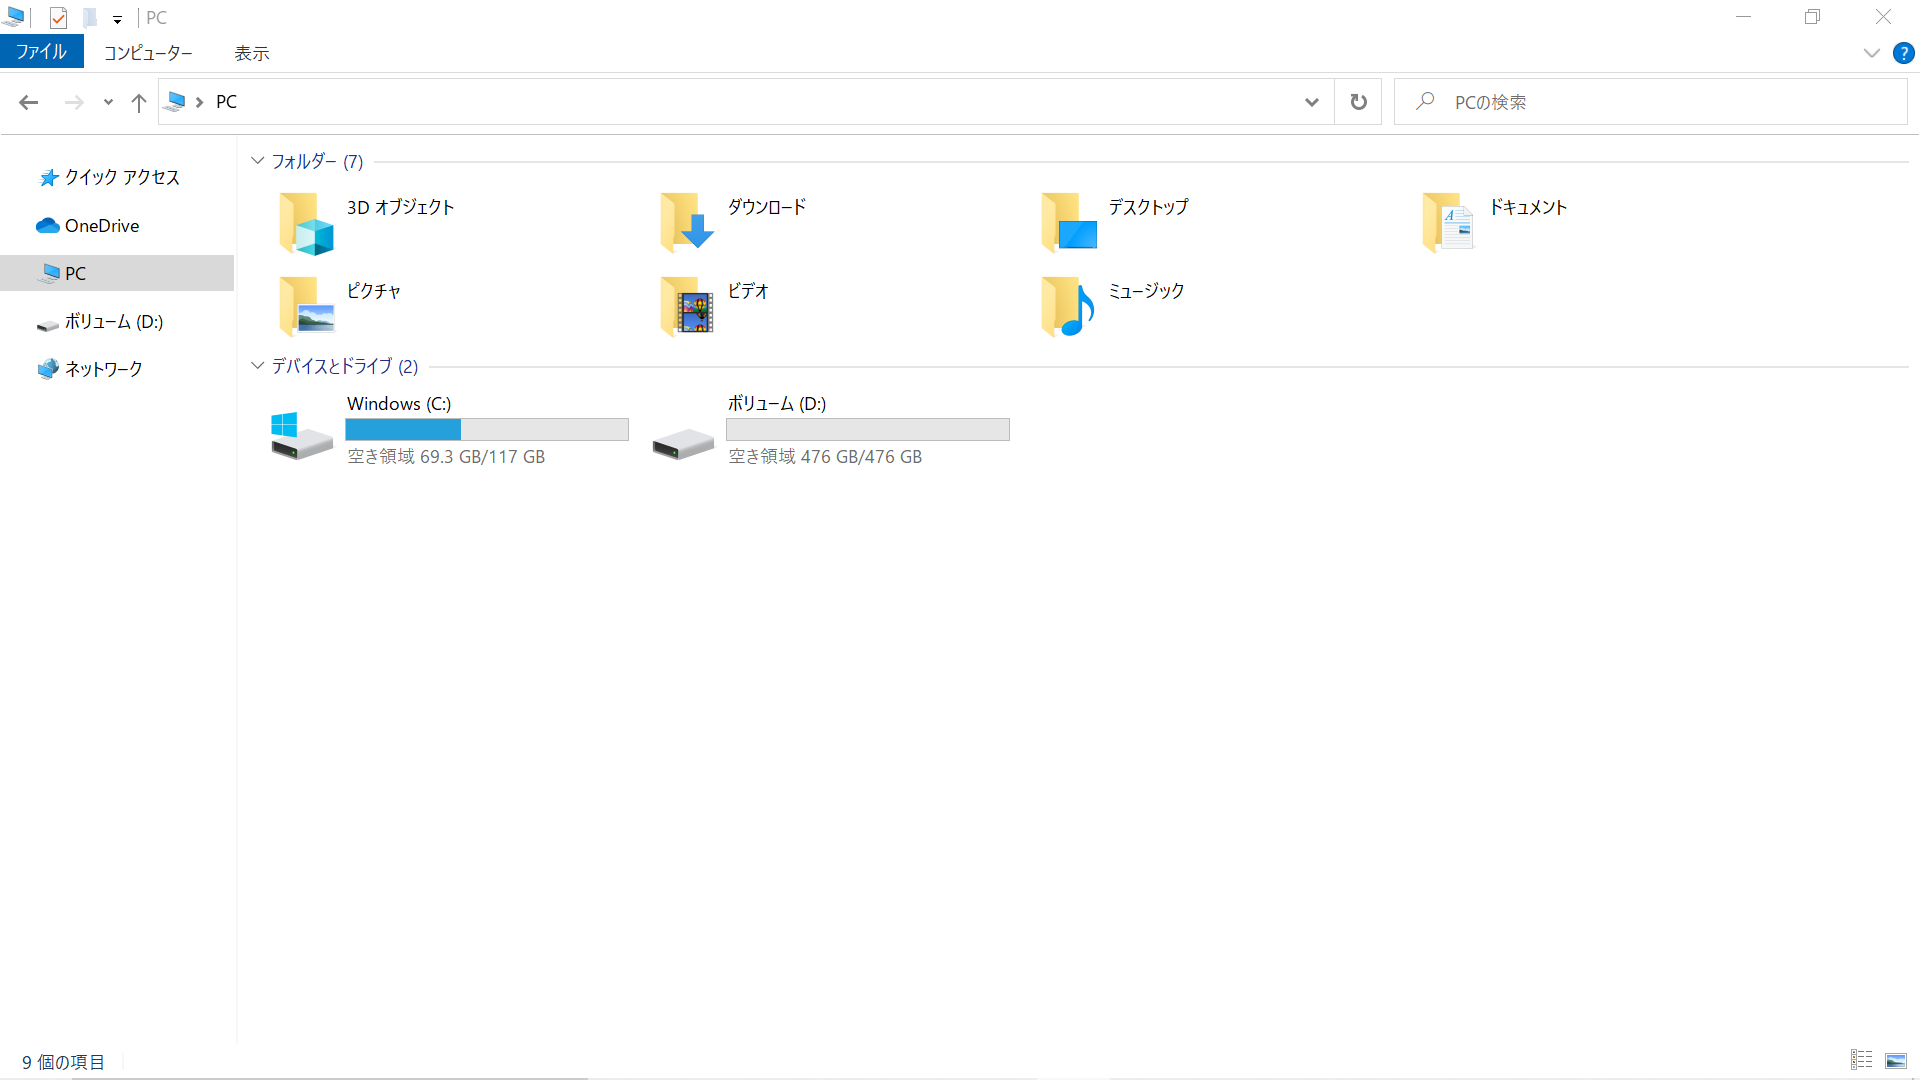 PC
ファイル コンピューター 表示
PC PCの検索
クイック アクセス
OneDrive
PC
ボリューム (D:)
ネットワーク
フォルダー (7)
3D オブジェクト ダウンロード デスクトップ ドキュメント
ピクチャ ビデオ ミュージック
デバイスとドライブ (2)
Windows (C:) ボリューム (D:)
空き領域 69.3 GB/117 GB 空き領域 476 GB/476 GB
9 個の項目